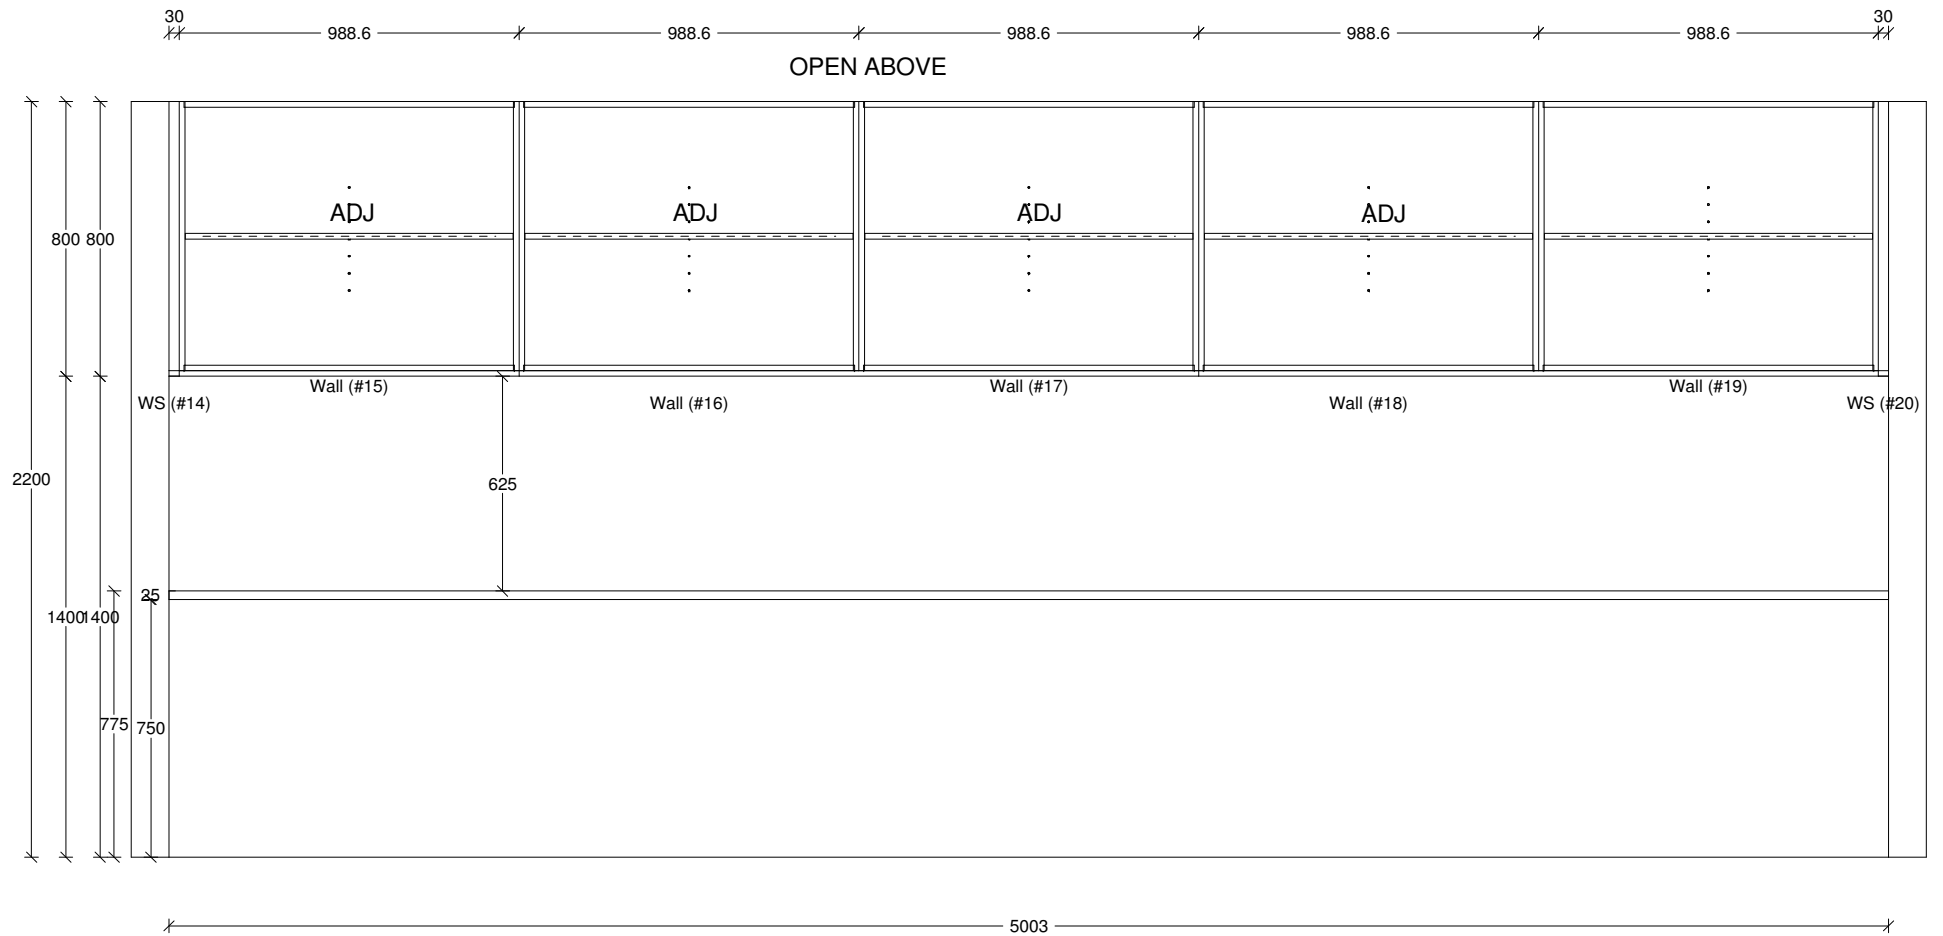 30 30
988.6 988.6 988.6 988.6 988.6
OPEN ABOVE
ADJ ADJ ADJ ADJ
800 800
Wall (#15) Wall (#17) Wall (#19)
WS (#14) Wall (#16) Wall (#18) WS (#20)
2200
625
25
1400 1400
775 750
5003